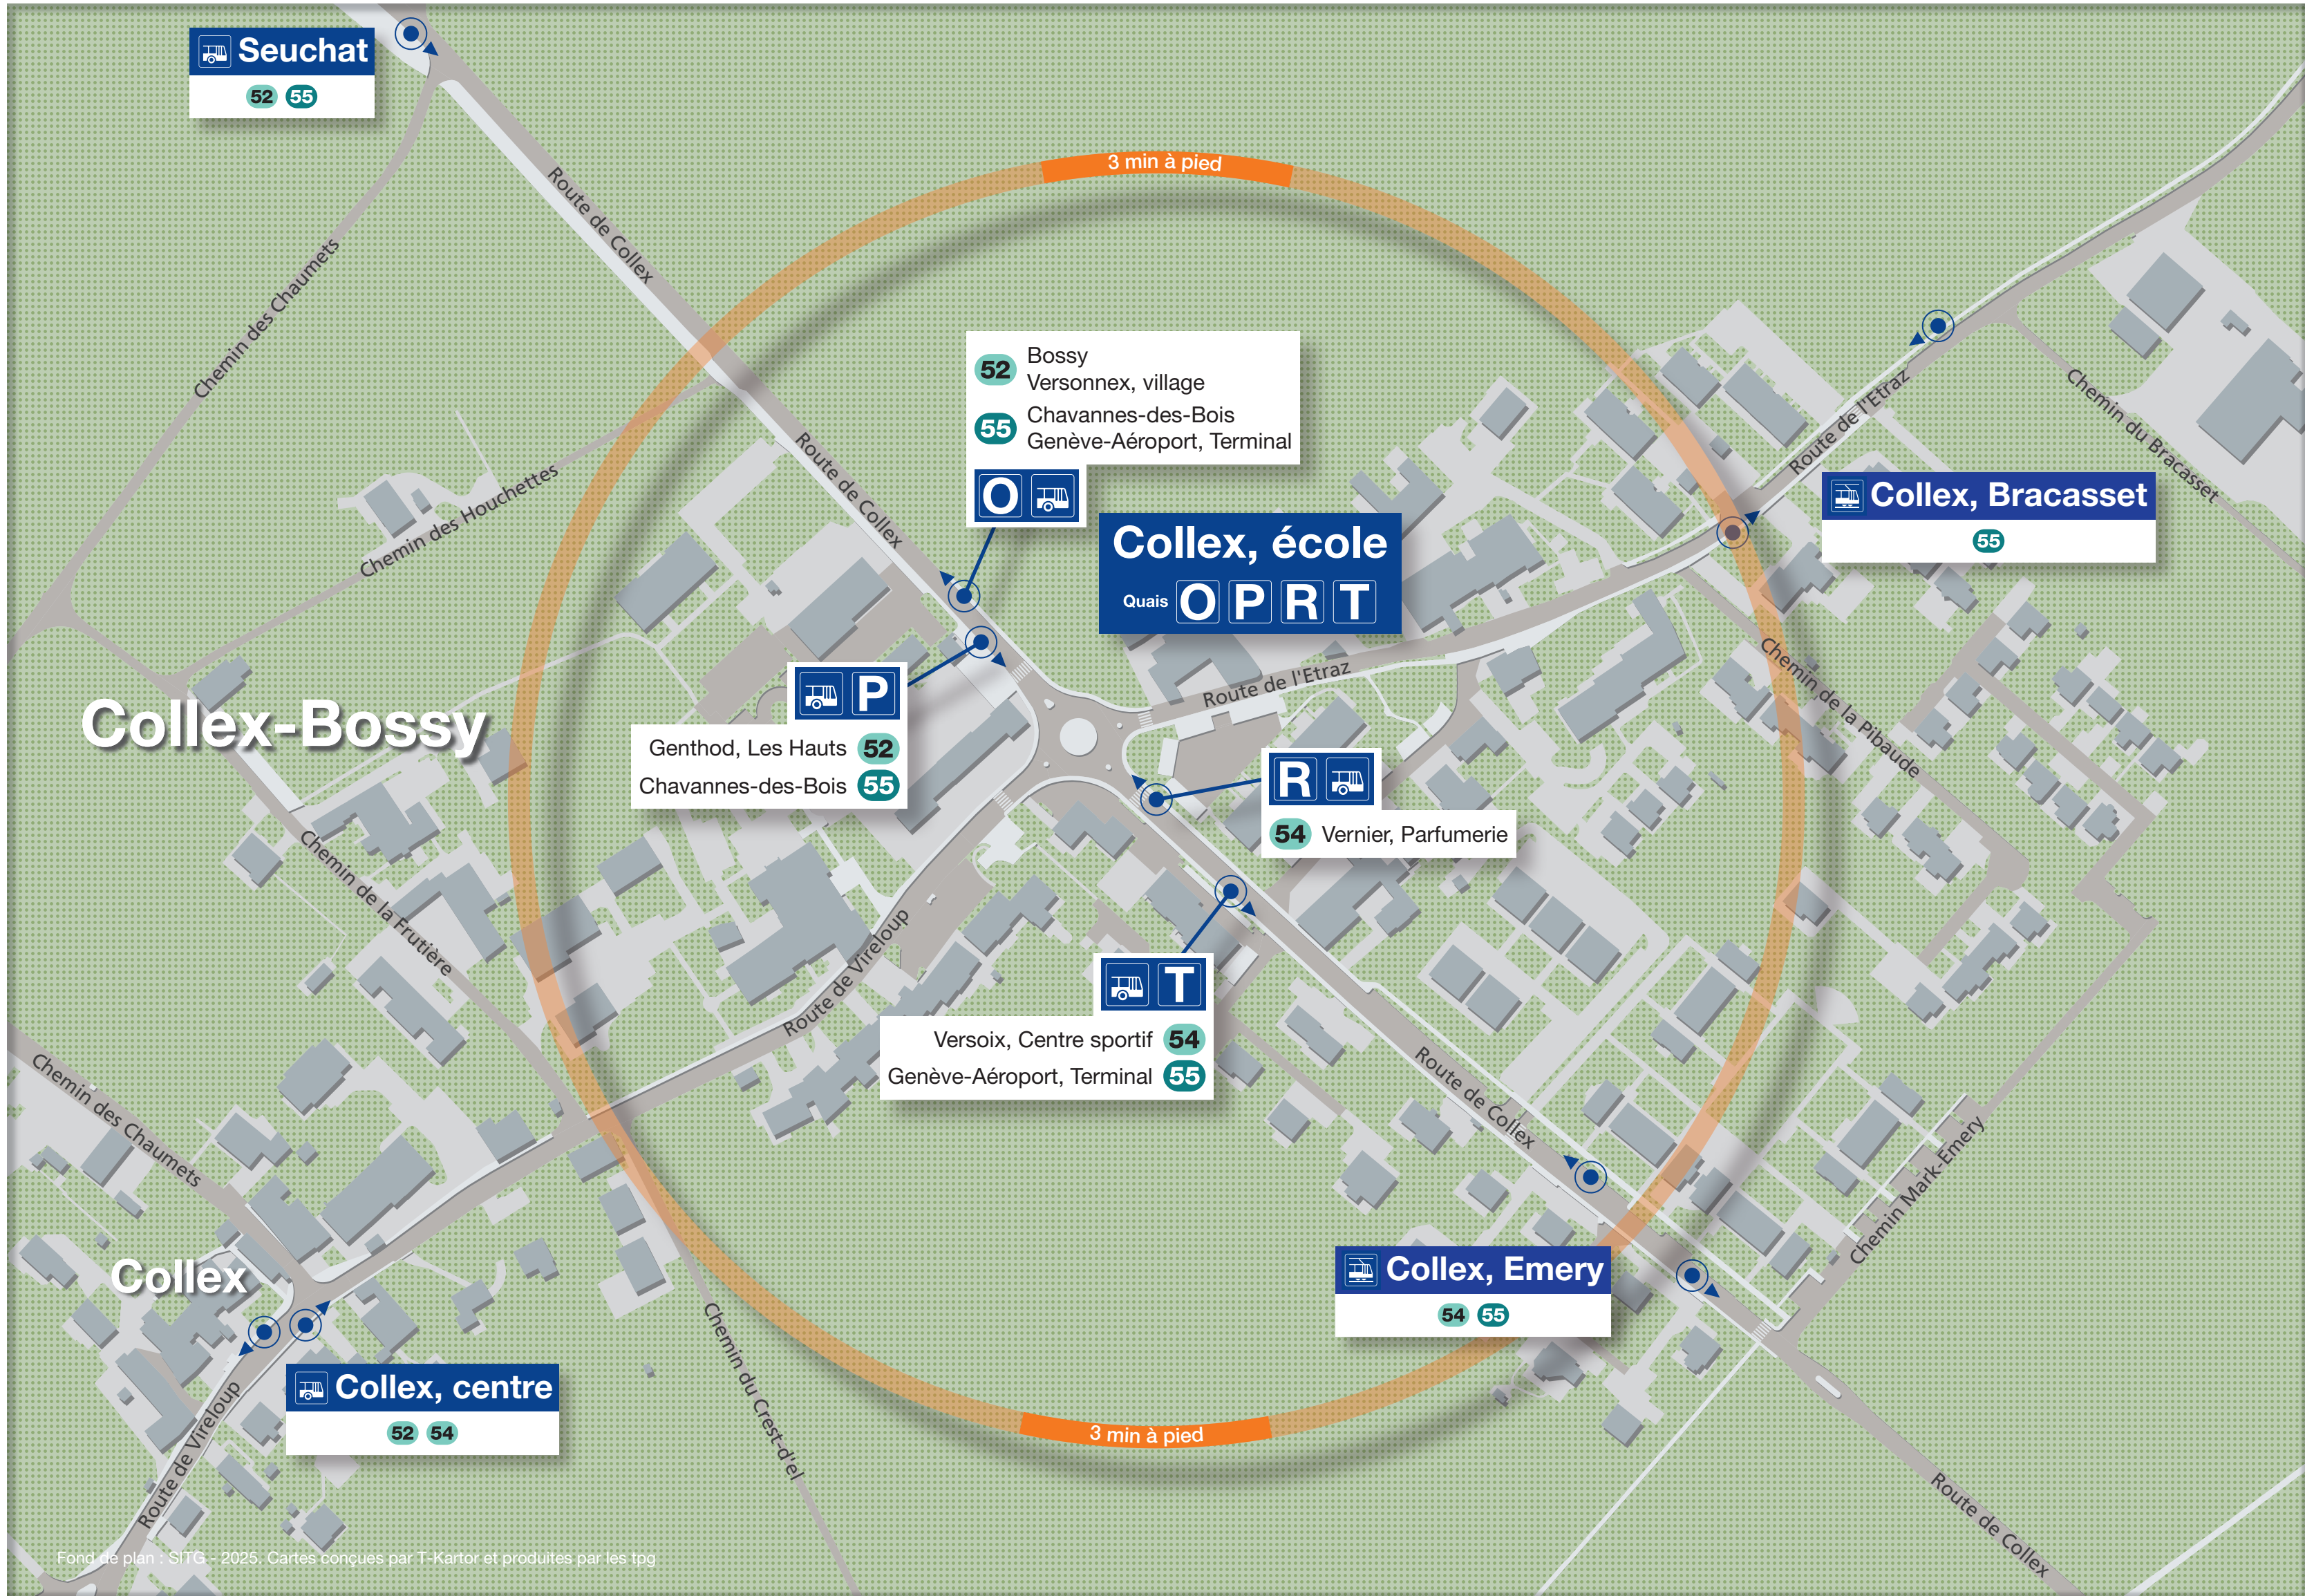 Seuchat
52 55
3 min à pied
Route de Collex
Chemin des Chaumets
52 Bossy
Versonnex, village
55 Chavannes-des-Bois
Genève-Aéroport, Terminal
O
Route de l'Etraz
Chemin du Bracasset
Route de Collex
Chemin des Houchettes
Collex, Bracasset
55
Collex, école
Quais O P R T
P
Genthod, Les Hauts 52
Chavannes-des-Bois 55
Route de l'Etraz
Chemin de la Pibaude
Collex-Bossy
R
54 Vernier, Parfumerie
Chemin de la Frutière
Route de Vireloup
T
Versoix, Centre sportif 54
Genève-Aéroport, Terminal 55
Route de Collex
Chemin des Chaumets
Chemin Mark-Emery
Collex
Collex, Emery
54 55
Collex, centre
52 54
Chemin du Crest-d'el
Route de Vireloup
3 min à pied
Route de Collex
Fond de plan : SITG - 2025. Cartes conçues par T-Kartor et produites par les tpg